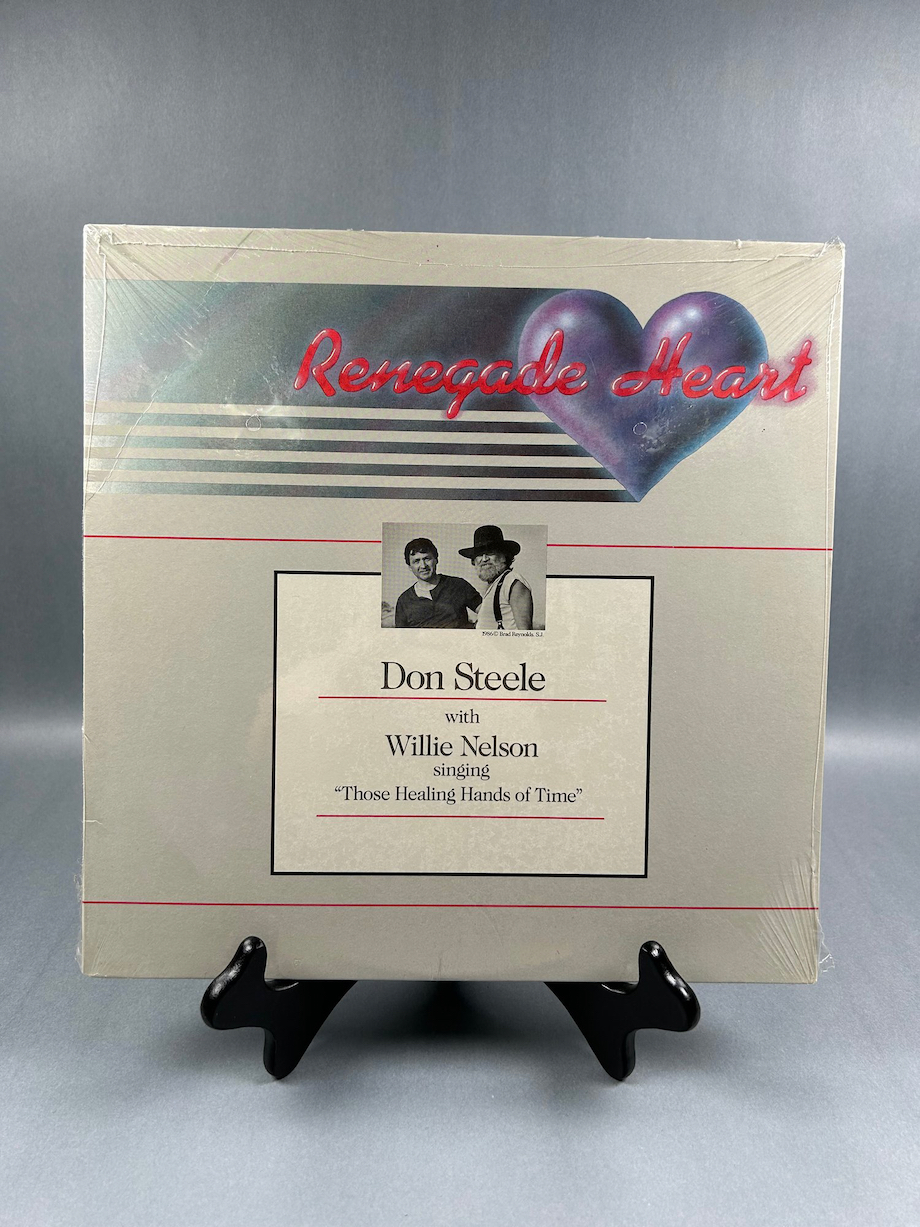 Renegade Heart
1986 © Brad Reynolds, S.J.
Don Steele
with
Willie Nelson
singing
“Those Healing Hands of Time”